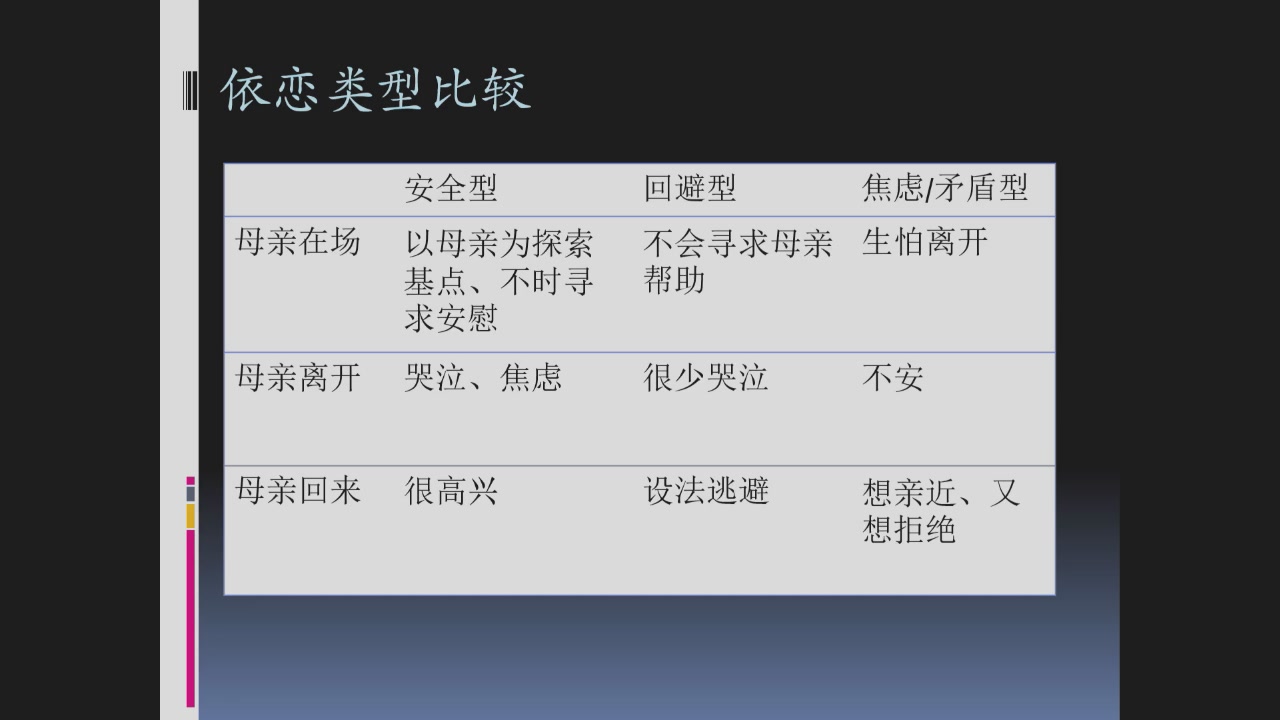 依恋类型比较
安全型 回避型 焦虑/矛盾型
母亲在场 以母亲为探索 不会寻求母亲 生怕离开
基点、不时寻 帮助
求安慰
母亲离开 哭泣、焦虑 很少哭泣 不安
母亲回来 很高兴 设法逃避 想亲近、又
想拒绝